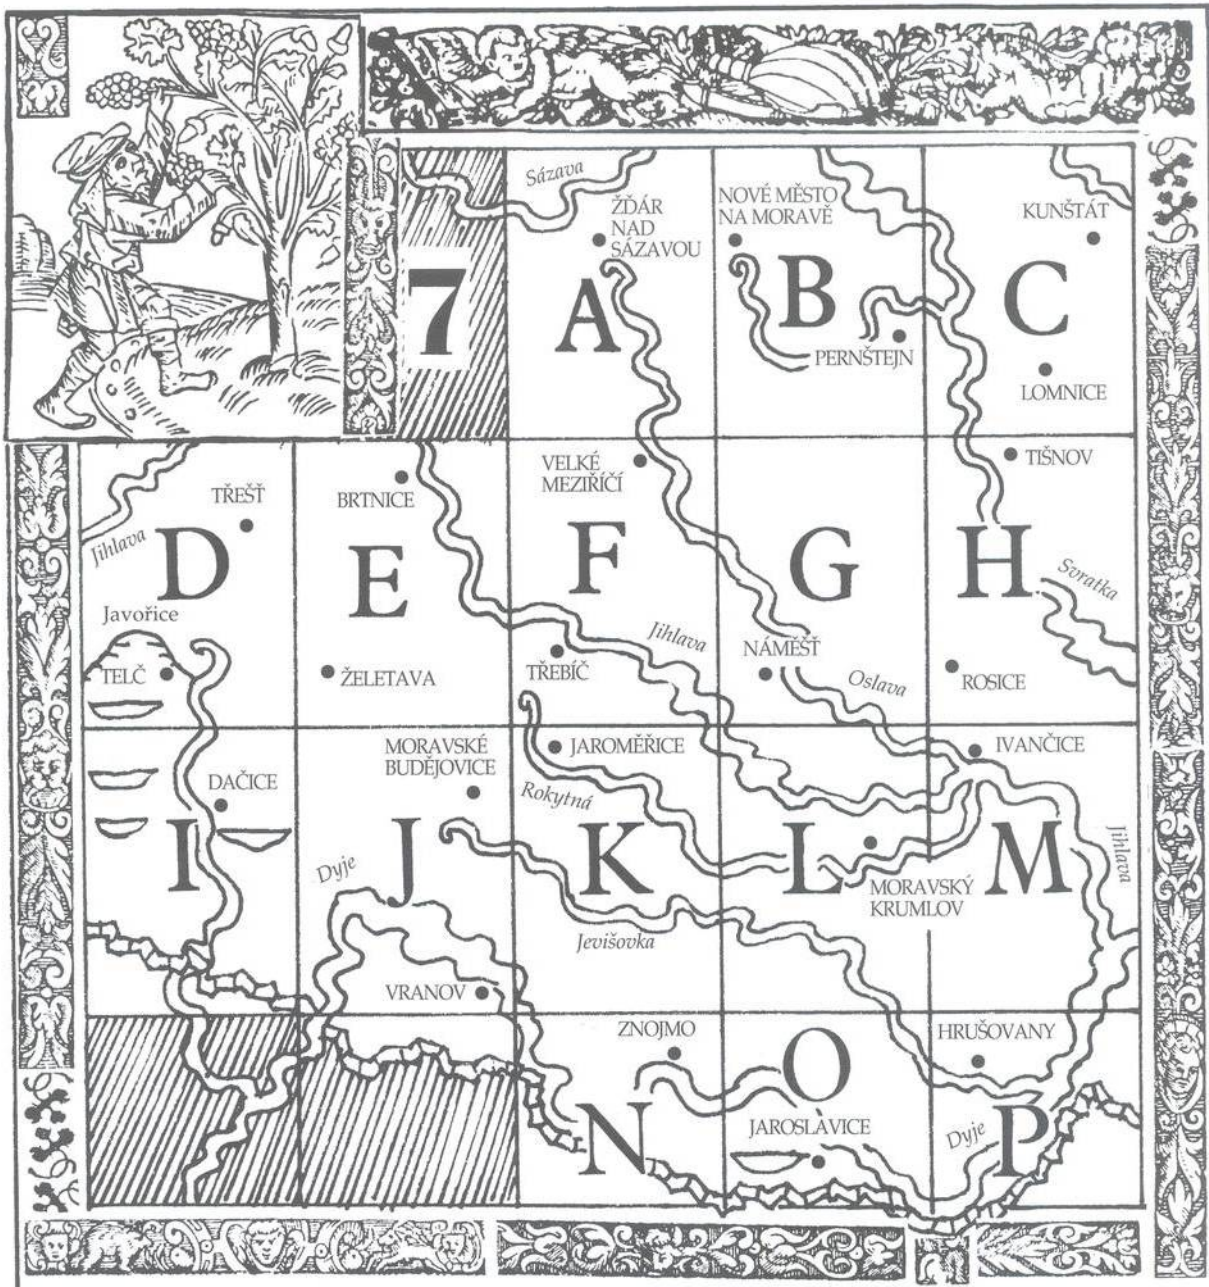 Sázava
ŽĎÁR
NAD
SÁZAVOU
NOVÉ MĚSTO
NA MORAVĚ
KUNŠTÁT
7
A
B
C
PERNŠTEJN
LOMNICE
TŘEŠŤ
BRTNICE
VELKÉ
MEZIŘÍČÍ
TIŠNOV
Jihlava
D
E
F
G
H
Svratka
Javořice
TELČ
ŽELETAVA
TŘEBÍČ
Jihlava
NÁMĚŠŤ
Oslava
ROSICE
MORAVSKÉ
BUDĚJOVICE
JAROMĚŘICE
IVANČICE
DAČICE
Rokytná
I
Dyje
J
K
L
M
Jihlava
MORAVSKÝ
KRUMLOV
Jevišovka
VRANOV
ZNOJMO
HRUŠOVANY
N
O
P
JAROSLÀVICE
Dyje